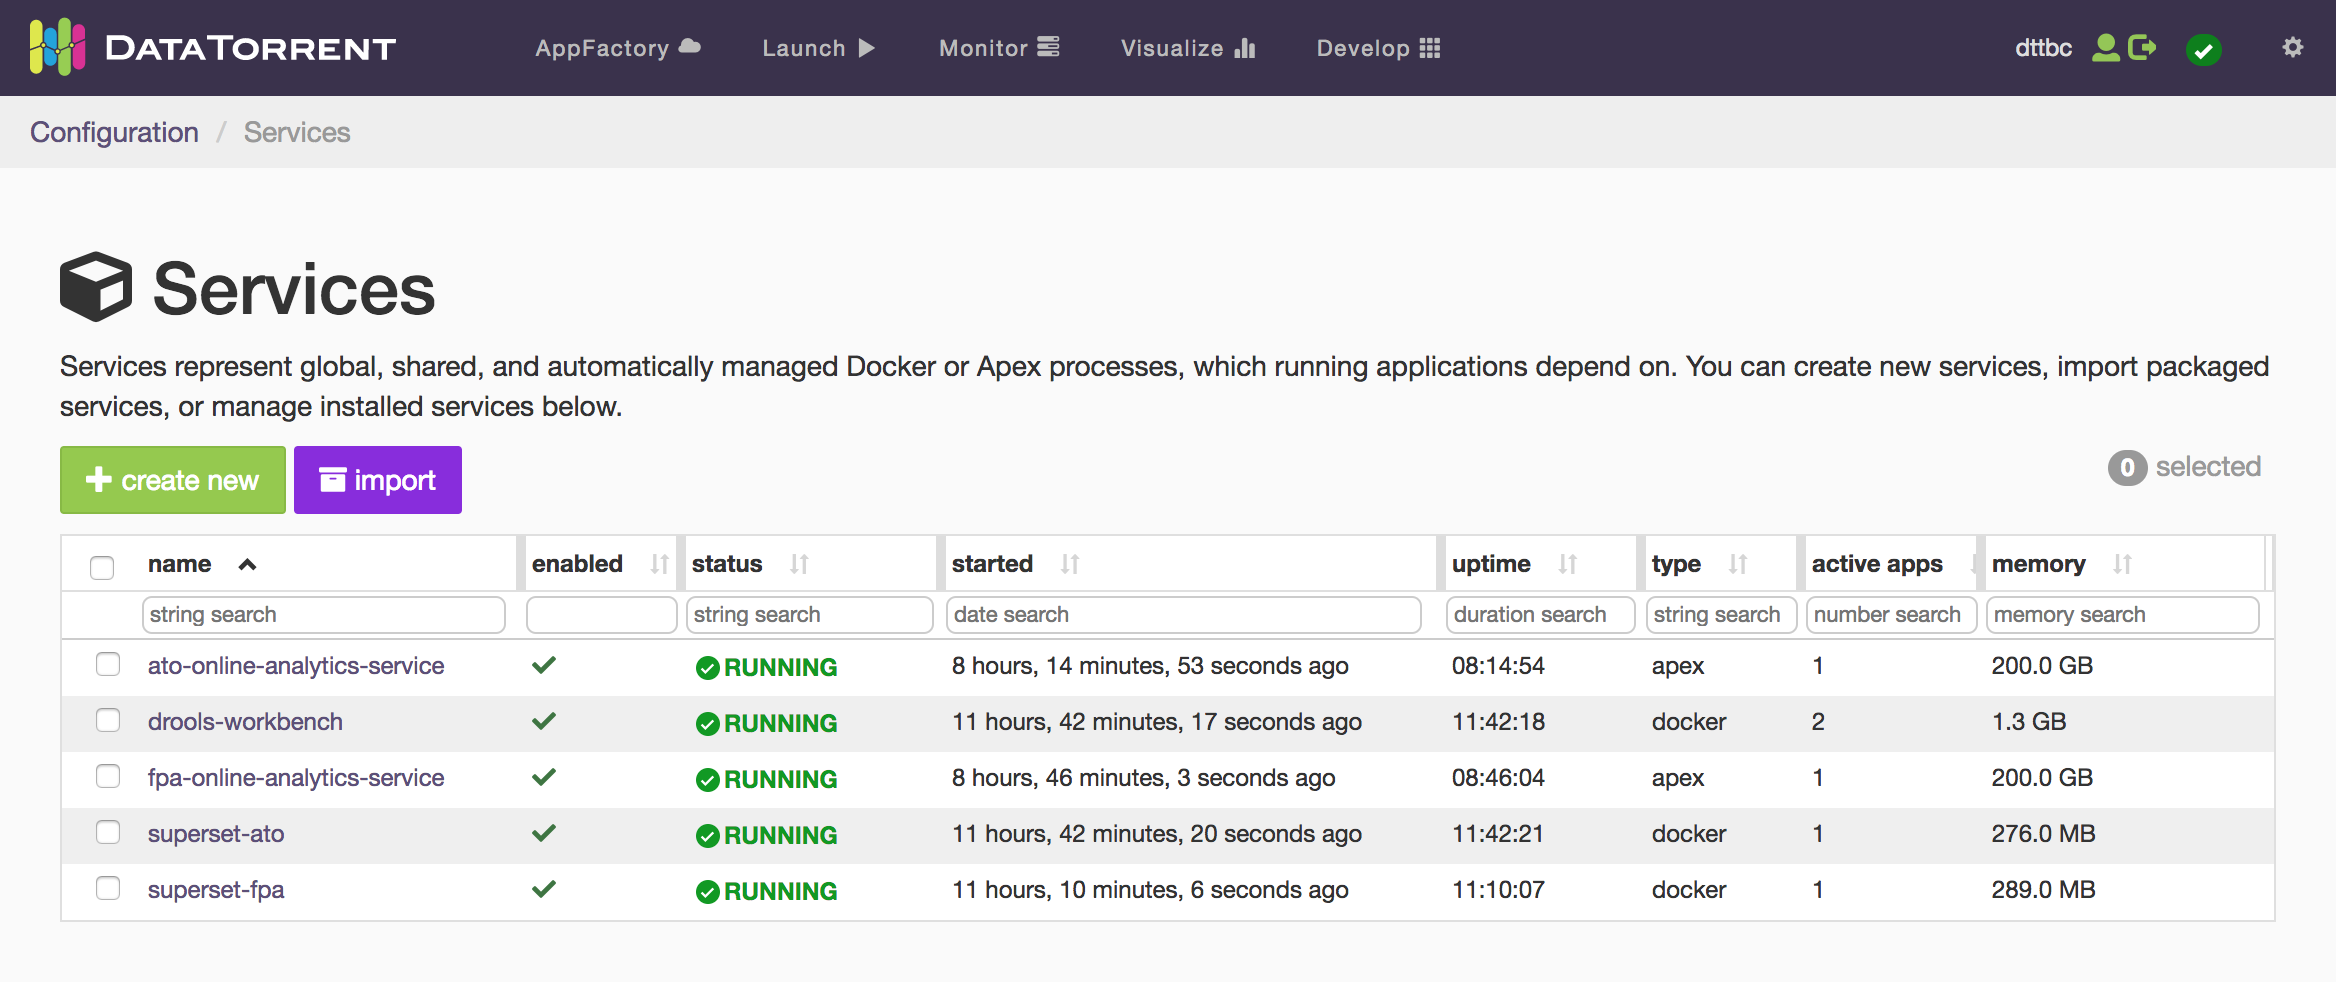 DATATORRENT AppFactory Launch Monitor Visualize Develop dttbc
Configuration / Services
Services
Services represent global, shared, and automatically managed Docker or Apex processes, which running applications depend on. You can create new services, import packaged
services, or manage installed services below.
create new import 0 selected
name enabled status started uptime type active apps memory
string search string search date search duration search string search number search memory search
ato-online-analytics-service RUNNING 8 hours, 14 minutes, 53 seconds ago 08:14:54 apex 1 200.0 GB
drools-workbench RUNNING 11 hours, 42 minutes, 17 seconds ago 11:42:18 docker 2 1.3 GB
fpa-online-analytics-service RUNNING 8 hours, 46 minutes, 3 seconds ago 08:46:04 apex 1 200.0 GB
superset-ato RUNNING 11 hours, 42 minutes, 20 seconds ago 11:42:21 docker 1 276.0 MB
superset-fpa RUNNING 11 hours, 10 minutes, 6 seconds ago 11:10:07 docker 1 289.0 MB